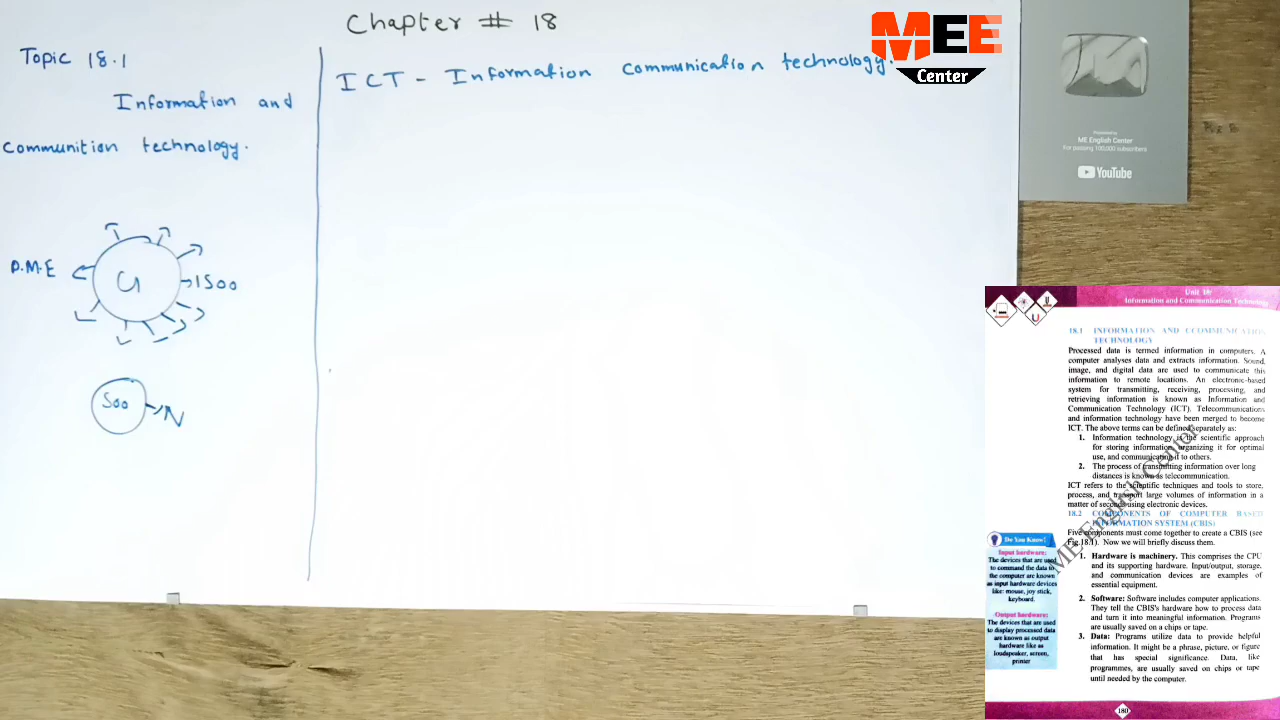 Chapter # 18
Topic 18.1
Information and
communition technology.
ICT - Information communication technology.
P.M.E
G
1500
500
N
MEE
Center
Presented to
ME English Center
For passing 100,000 subscribers
YouTube
Unit 18:
Information and Communication Technology
18.1 INFORMATION AND CCOMMUNICATION
TECHNOLOGY
Processed data is termed information in computers. A
computer analyses data and extracts information. Sound,
image, and digital data are used to communicate this
information to remote locations. An electronic-based
system for transmitting, receiving, processing, and
retrieving information is known as Information and
Communication Technology (ICT). Telecommunications
and information technology have been merged to become
ICT. The above terms can be defined separately as:
1. Information technology is the scientific approach
for storing information, organizing it for optimal
use, and communicating it to others.
2. The process of transmitting information over long
distances is known as telecommunication.
ICT refers to the scientific techniques and tools to store,
process, and transport large volumes of information in a
matter of seconds using electronic devices.
18.2 COMPONENTS OF COMPUTER BASED
INFORMATION SYSTEM (CBIS)
Five components must come together to create a CBIS (see
Fig.18.1). Now we will briefly discuss them.
1. Hardware is machinery. This comprises the CPU
and its supporting hardware. Input/output, storage,
and communication devices are examples of
essential equipment.
2. Software: Software includes computer applications.
They tell the CBIS's hardware how to process data
and turn it into meaningful information. Programs
are usually saved on a chips or tape.
3. Data: Programs utilize data to provide helpful
information. It might be a phrase, picture, or figure
that has special significance. Data, like
programmes, are usually saved on chips or tape
until needed by the computer.
Do You Know!
Input hardware:
The devices that are used
to command the data to
the computer are known
as input hardware devices
like: mouse, joy stick,
keyboard.
Output hardware:
The devices that are used
to display processed data
are known as output
hardware like as
loudspeaker, screen,
printer
180
ME English Center